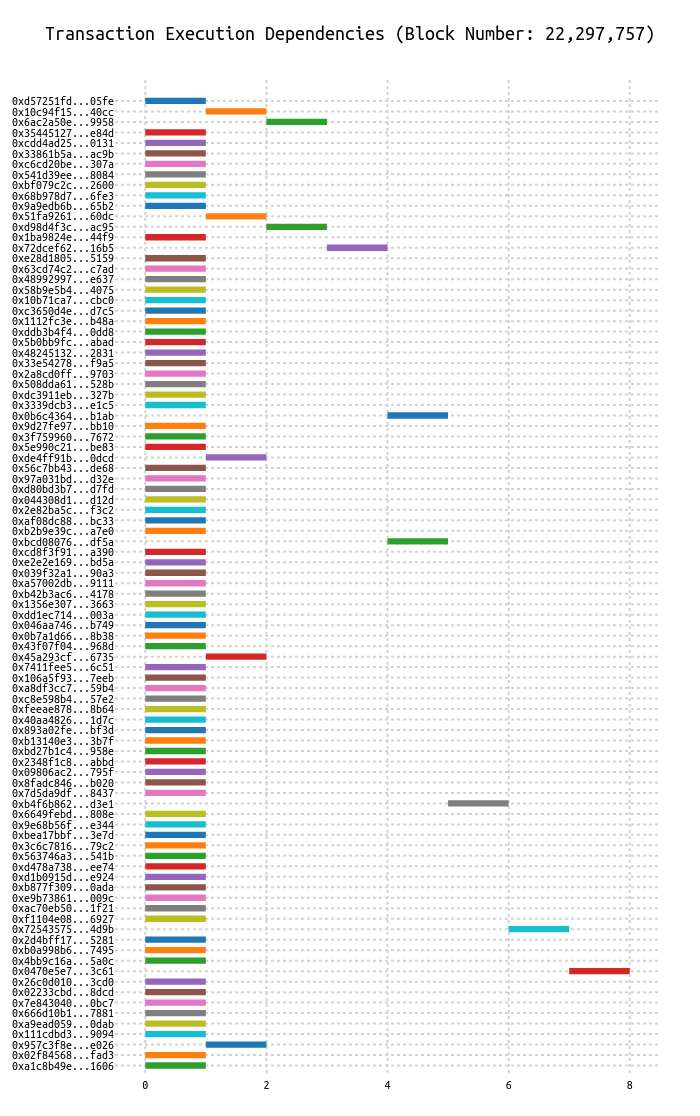 Transaction Execution Dependencies (Block Number: 22,297,757)
0xd57251fd...05fe
0x10c94f15...40cc
0x6ac2a50e...9958
0x35445127...e84d
0xcdd4ad25...0131
0x33861b5a...ac9b
0xc6cd20be...307a
0x541d39ee...8084
0xbf079c2c...2600
0x68b978d7...6fe3
0x9a9edb6b...65b2
0x51fa9261...60dc
0xd98d4f3c...ac95
0x1ba9824e...44f9
0x72dcef62...16b5
0xe28d1805...5159
0x63cd74c2...c7ad
0x48992997...e637
0x58b9e5b4...4075
0x10b71ca7...cbc0
0xc3650d4e...d7c5
0x1112fc3e...b48a
0xddb3b4f4...0dd8
0x5b0bb9fc...abad
0x48245132...2831
0x33e54278...f9a5
0x2a8cd0ff...9703
0x508dda61...528b
0xdc3911eb...327b
0x3339dcb3...e1c5
0x0b6c4364...b1ab
0x9d27fe97...bb10
0x3f759960...7672
0x5e990c21...be83
0xde4ff91b...0dcd
0x56c7bb43...de68
0x97a031bd...d32e
0xd80bd3b7...d7fd
0x044308d1...d12d
0x2e82ba5c...f3c2
0xaf08dc88...bc33
0xb2b9e39c...a7e0
0xbcd08076...df5a
0xcd8f3f91...a390
0xe2e2e169...bd5a
0x039f32a1...90a3
0xa57002db...9111
0xb42b3ac6...4178
0x1356e307...3663
0xdd1ec714...003a
0x046aa746...b749
0x0b7a1d66...8b38
0x43f07f04...968d
0x45a293cf...6735
0x7411fee5...6c51
0x106a5f93...7eeb
0xa8df3cc7...59b4
0xc8e598b4...57e2
0xfeeae878...8b64
0x40aa4826...1d7c
0x893a02fe...bf3d
0xb13140e3...3b7f
0xbd27b1c4...958e
0x2348f1c8...abbd
0x09806ac2...795f
0x8fadc846...b020
0x7d5da9df...8437
0xb4f6b862...d3e1
0x6649febd...808e
0x9e68b56f...e344
0xbea17bbf...3e7d
0x3c6c7816...79c2
0x563746a3...541b
0xd478a738...ee74
0xd1b0915d...e924
0xb877f309...0ada
0xe9b73861...009c
0xac70eb50...1f21
0xf1104e08...6927
0x72543575...4d9b
0x2d4bff17...5281
0xb0a998b6...7495
0x4bb9c16a...5a0c
0x0470e5e7...3c61
0x26c0d010...3cd0
0x02233cbd...8dcd
0x7e843040...0bc7
0x666d10b1...7881
0xa9ead059...0dab
0x111cdbd3...9094
0x957c3f8e...e026
0x02f84568...fad3
0xa1c8b49e...1606
0 2 4 6 8